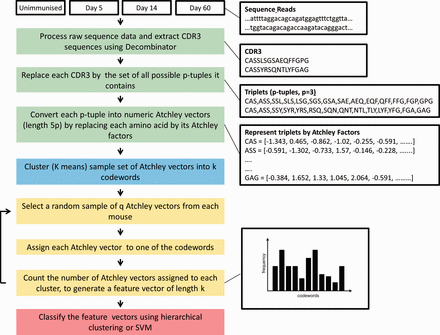 Unimmunised
Day 5
Day 14
Day 60
Sequence_Reads
...attttaggacagcagatggagtttctggtta...
...tggtacagacagaccaagatacagggact...
Process raw sequence data and extract CDR3
sequences using Decombinator
CDR3
CASSLSGSAEQFFGPG
CASSYRSQNTLYFGAG
Replace each CDR3 by the set of all possible p-tuples it
contains
Triplets (p-tuples, p=3}
CAS,ASS,SSL,SLS,LSG,SGS,GSA,SAE,AEQ,EQF,QFF,FFG,FGP,GPG
CAS,ASS,SSY,SYR,YRS,RSQ,SQN,QNT,NTL,TLY,LYF,YFG,FGA,GAG
Convert each p-tuple into numeric Atchley vectors
(length 5p) by replacing each amino acid by its Atchley
factors
Represent triplets by Atchley Factors
CAS = [-1.343, 0.465, -0.862, -1.02, -0.255, -0.591, ........]
ASS = [-0.591, -1.302, -0.733, 1.57, -0.146, -0.228, .......]
....
....
GAG = [-0.384, 1.652, 1.33, 1.045, 2.064, -0.591, .........]
Cluster (K means) sample set of Atchley vectors into k
codewords
Select a random sample of q Atchley vectors from each
mouse
Assign each Atchley vector to one of the codewords
Count the number of Atchley vectors assigned to each
cluster, to generate a feature vector of length k
frequency
codewords
Classify the feature vectors using hierarchical
clustering or SVM